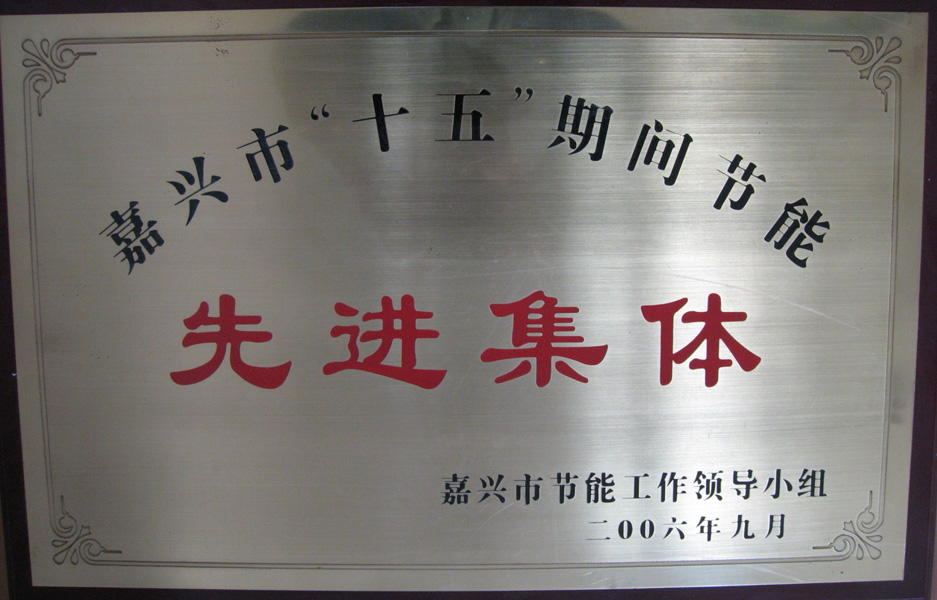 嘉兴市“十五”期间节能
先进集体
嘉兴市节能工作领导小组
二00六年九月